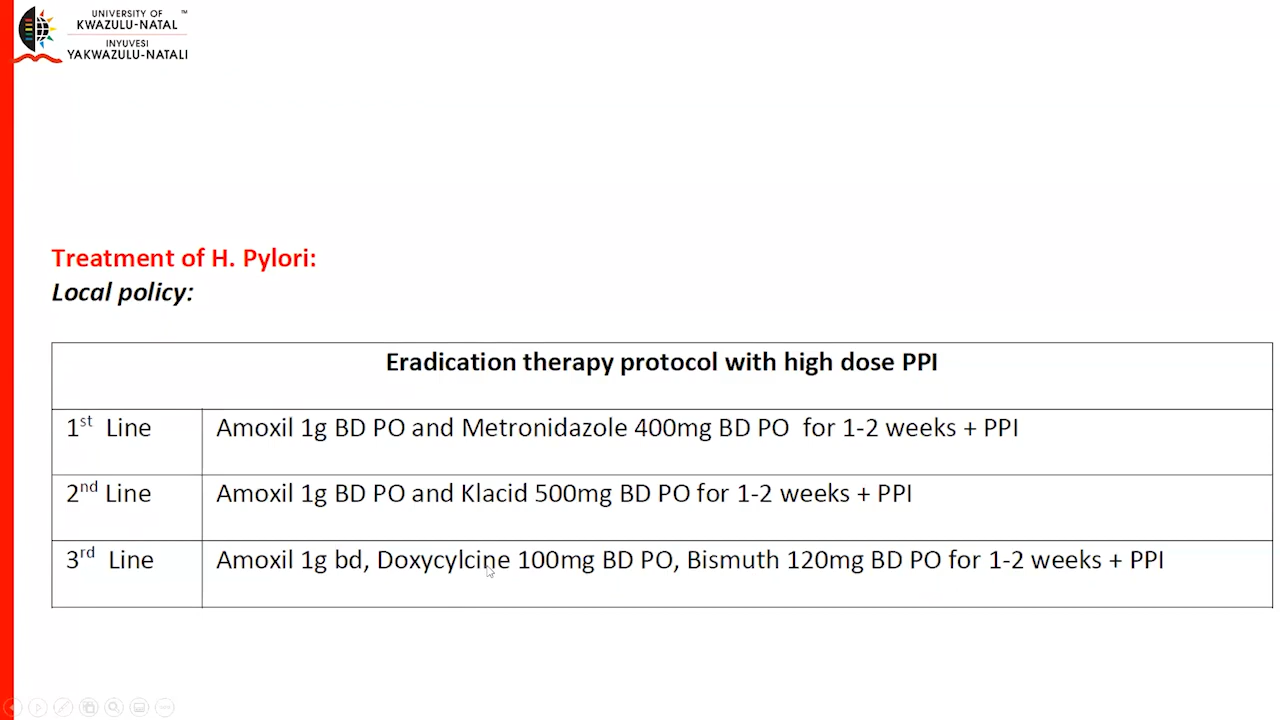 UNIVERSITY OF ™
KWAZULU-NATAL
INYUVESI
YAKWAZULU-NATALI
Treatment of H. Pylori:
Local policy:
Eradication therapy protocol with high dose PPI
1st Line Amoxil 1g BD PO and Metronidazole 400mg BD PO for 1-2 weeks + PPI
2nd Line Amoxil 1g BD PO and Klacid 500mg BD PO for 1-2 weeks + PPI
3rd Line Amoxil 1g bd, Doxycylcine 100mg BD PO, Bismuth 120mg BD PO for 1-2 weeks + PPI